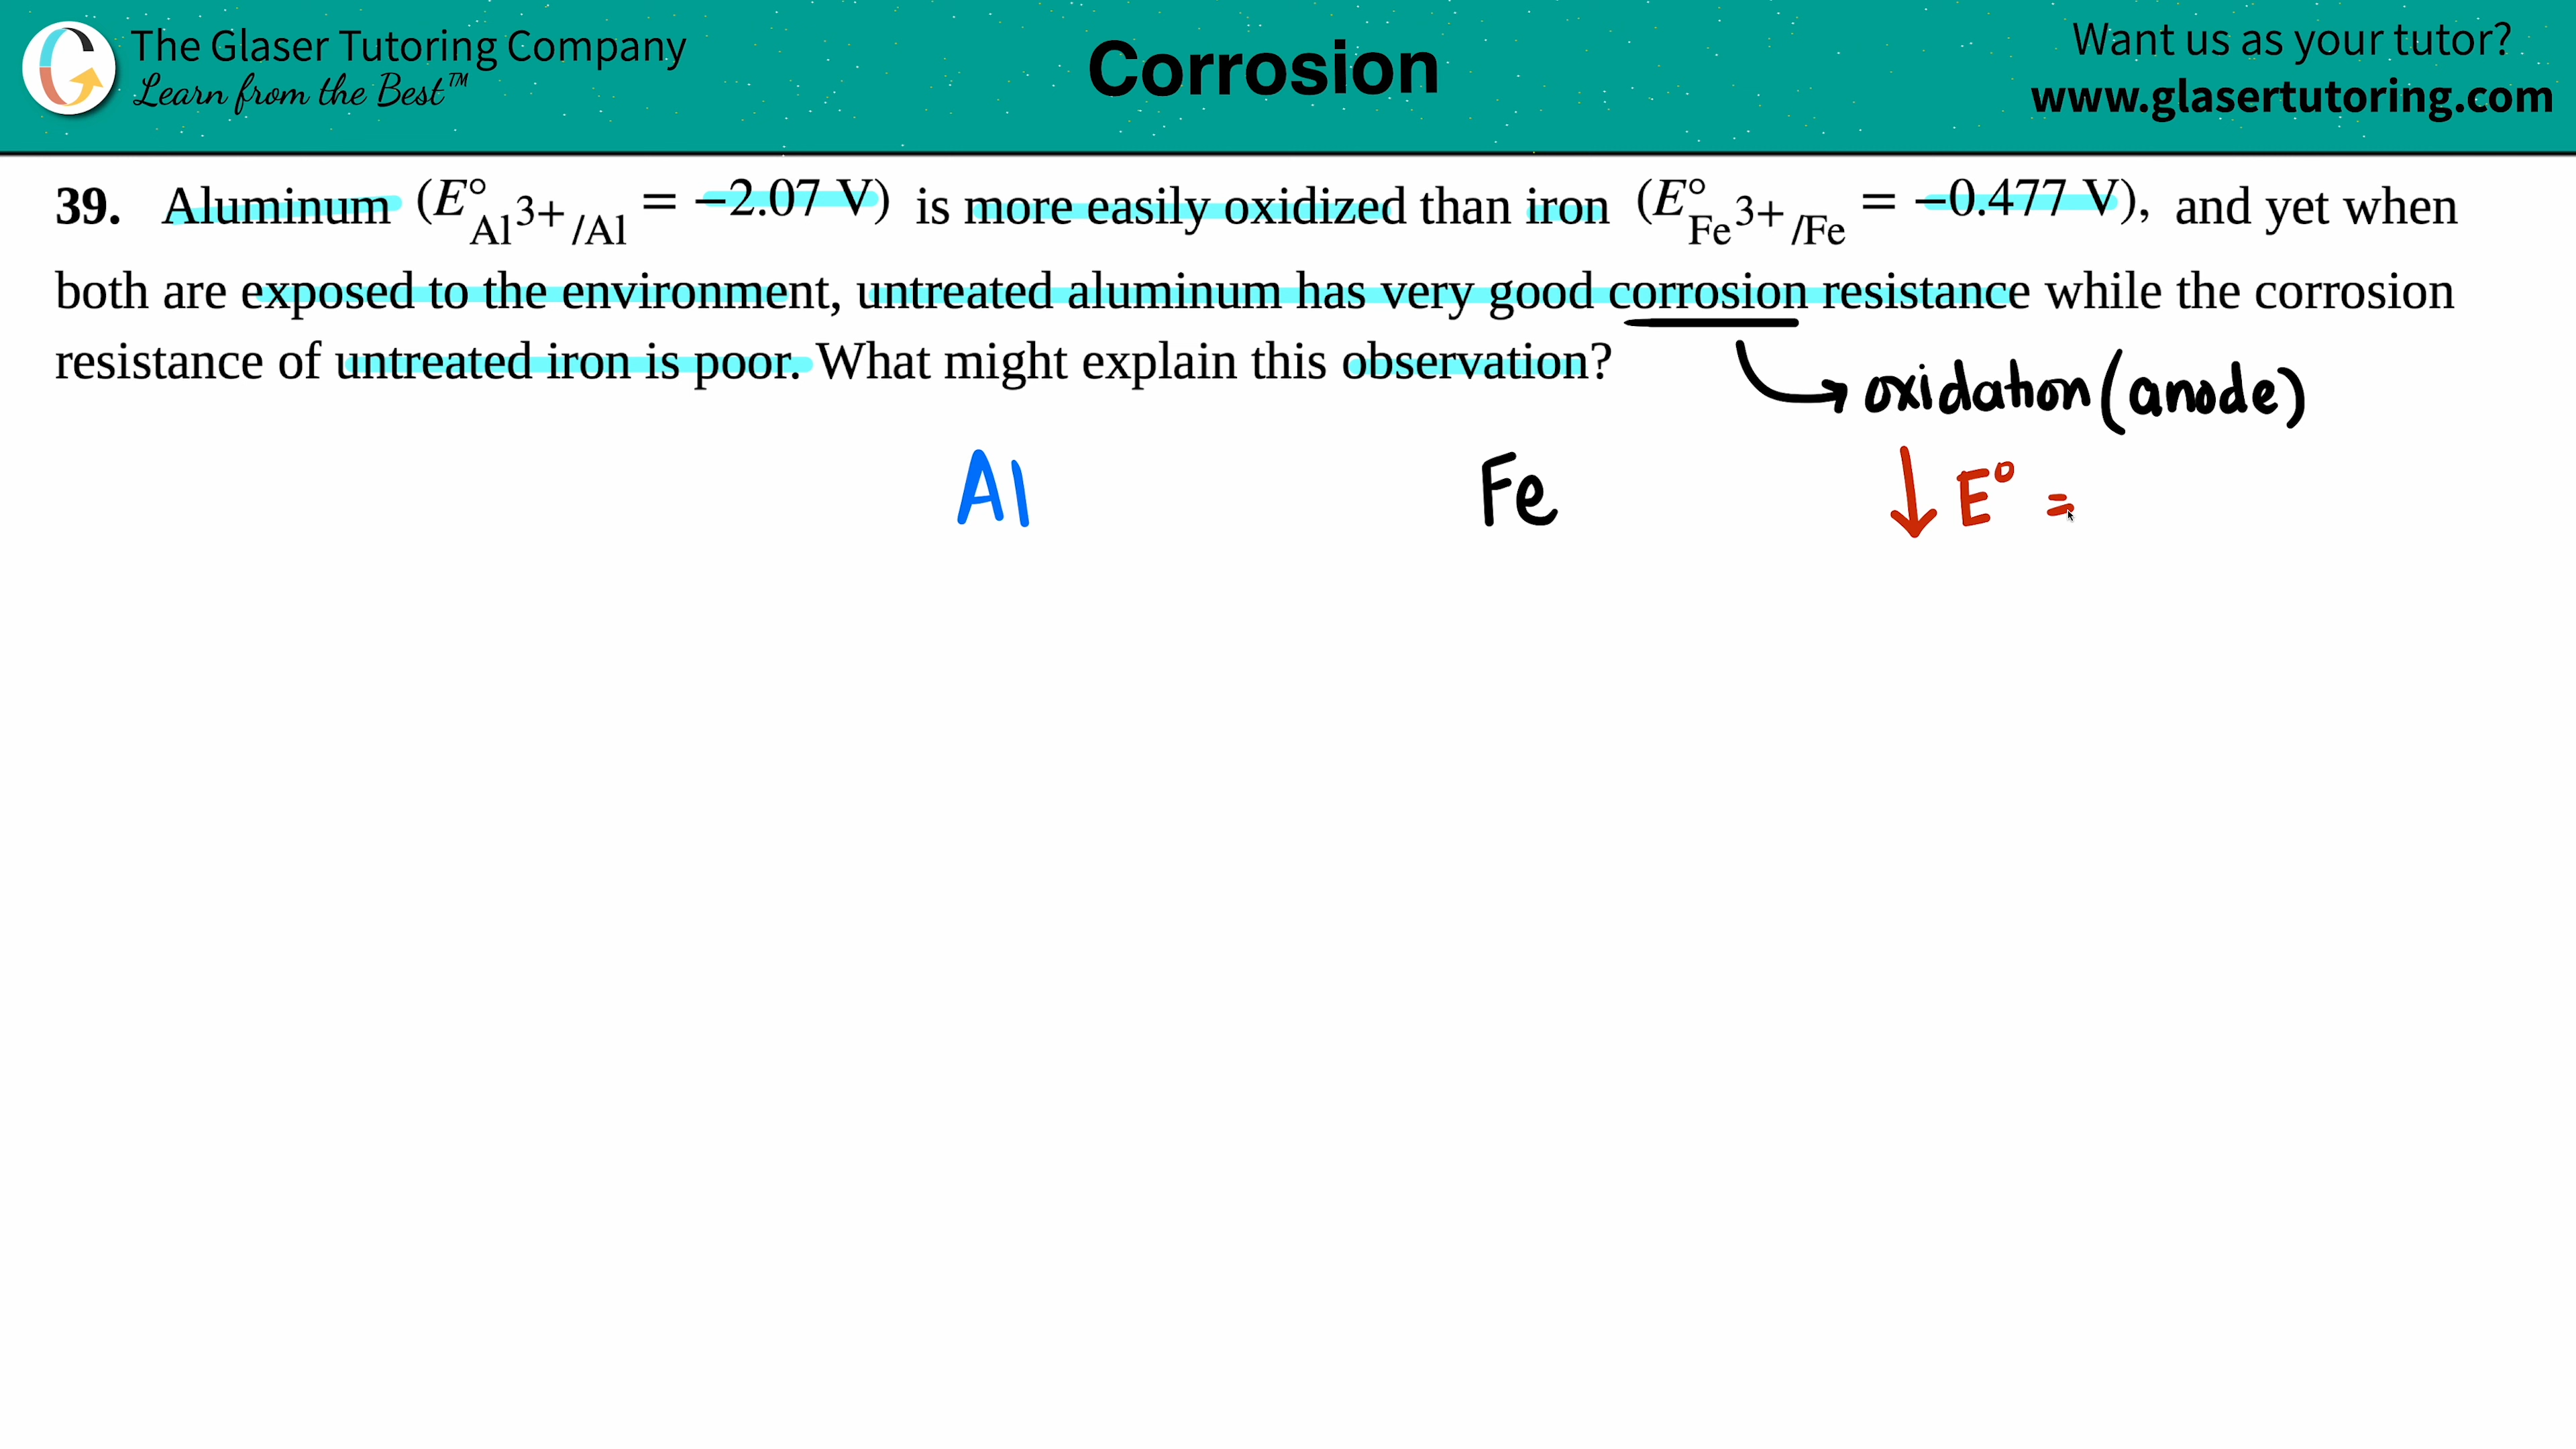 The Glaser Tutoring Company
Learn from the Best™
Corrosion
Want us as your tutor?
www.glasertutoring.com
39. Aluminum (E°Al3+/Al = −2.07 V) is more easily oxidized than iron (E°Fe3+/Fe = −0.477 V), and yet when
both are exposed to the environment, untreated aluminum has very good corrosion resistance while the corrosion
resistance of untreated iron is poor. What might explain this observation?
→ oxidation (anode)
Al Fe ↓ E° =